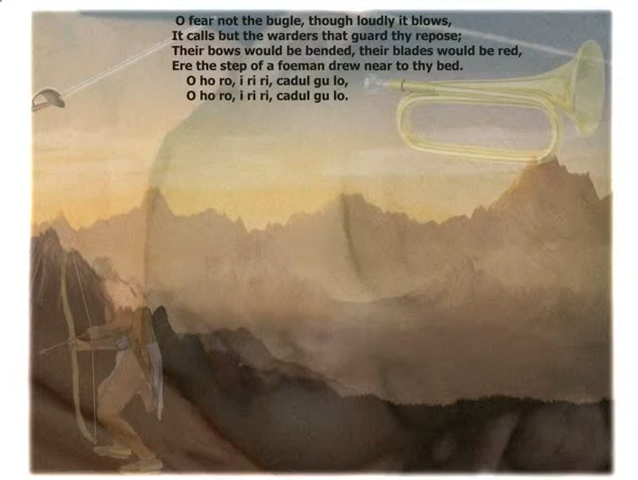 O fear not the bugle, though loudly it blows,
It calls but the warders that guard thy repose;
Their bows would be bended, their blades would be red,
Ere the step of a foeman drew near to thy bed.
O ho ro, i ri ri, cadul gu lo,
O ho ro, i ri ri, cadul gu lo.